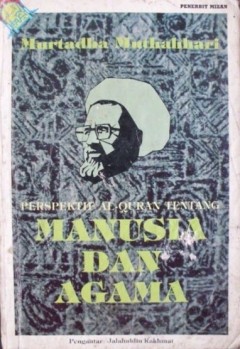 PENERBIT MIZAN
Murtadha Muthahhari
PERSPEKTIF AL-QURAN TENTANG
MANUSIA
DAN
AGAMA
Pengantar: Jalaluddin Rakhmat